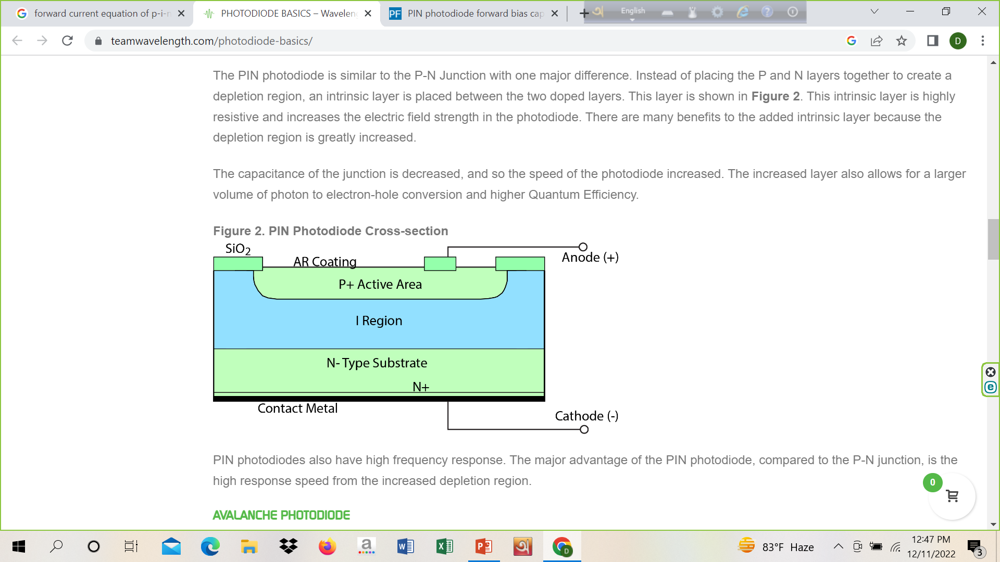 forward current equation of p-i-n
PHOTODIODE BASICS – Wavelen
PIN photodiode forward bias cap
English
teamwavelength.com/photodiode-basics/
D
The PIN photodiode is similar to the P-N Junction with one major difference. Instead of placing the P and N layers together to create a
depletion region, an intrinsic layer is placed between the two doped layers. This layer is shown in Figure 2. This intrinsic layer is highly
resistive and increases the electric field strength in the photodiode. There are many benefits to the added intrinsic layer because the
depletion region is greatly increased.
The capacitance of the junction is decreased, and so the speed of the photodiode increased. The increased layer also allows for a larger
volume of photon to electron-hole conversion and higher Quantum Efficiency.
Figure 2. PIN Photodiode Cross-section
SiO2
AR Coating
Anode (+)
P+ Active Area
I Region
N- Type Substrate
N+
Contact Metal
Cathode (-)
PIN photodiodes also have high frequency response. The major advantage of the PIN photodiode, compared to the P-N junction, is the
high response speed from the increased depletion region.
0
AVALANCHE PHOTODIODE
83°F Haze
12:47 PM
12/11/2022
3